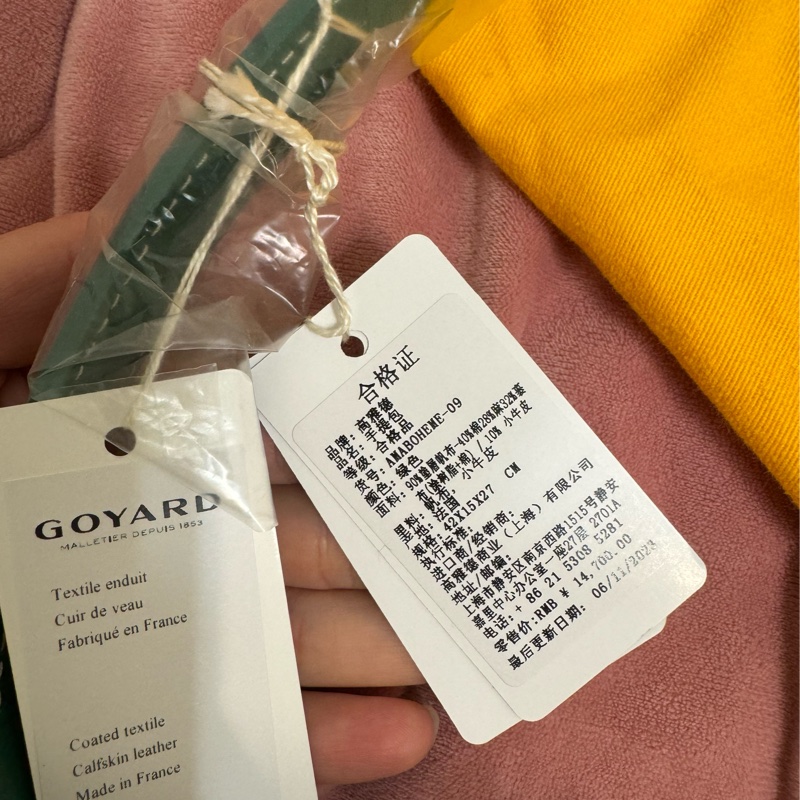 GOYARD
MALLETIER DEPUIS 1853
Textile enduit
Cuir de veau
Fabriqué en France
Coated textile
Calfskin leather
Made in France
合格证
品牌: 高雅德
品名: 手提包
等级: 合格品
货号: AMABOHEME-09
颜色: 绿色
面料: 90%涂层帆布-40%棉28%麻32%聚
乙(烯树脂+棉)/10% 小牛皮
里料: 帆布, 小牛皮
产地: 法国
规格: 42X15X27 CM
执行标准:
进口商/经销商:
高雅德商业 (上海) 有限公司
地址/邮编:
上海市静安区南京西路1515号静安
嘉里中心办公室一座27层 2701A
电话: + 86 21 5308 5281
零售价:RMB ¥ 14,700.00
最后更新日期: 06/11/2023